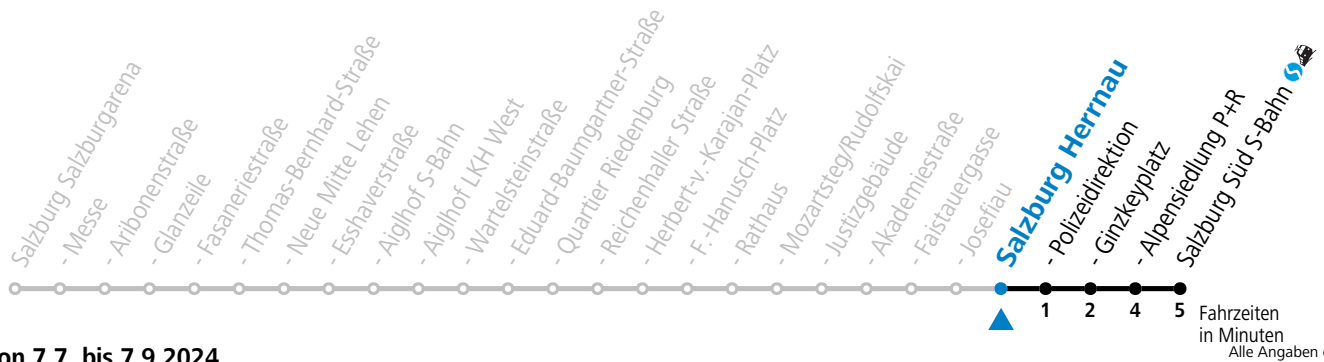 Salzburg Salzburgarena
- Messe
- Aribonenstraße
- Glanzeile
- Fasaneriestraße
- Thomas-Bernhard-Straße
- Neue Mitte Lehen
Esshaverstraße
- Aiglhof S-Bahn
- Aiglhof LKH West
- Wartelsteinstraße
- Eduard-Baumgartner-Straße
- Quartier Riedenburg
- Reichenhaller Straße
- Herbert-v.-Karajan-Platz
- F.-Hanusch-Platz
- Rathaus
- Mozartsteg/Rudolfskai
- Justizgebäude
- Akademiestraße
- Faistauergasse
- Josefiau
Salzburg Herrnau
- Polizeidirektion
- Ginzkeyplatz
- Alpensiedlung P+R
Salzburg Süd S-Bahn
1 2 4 5
Fahrzeiten
in Minuten
Alle Angaben
on 7.7. bis 7.9.2024